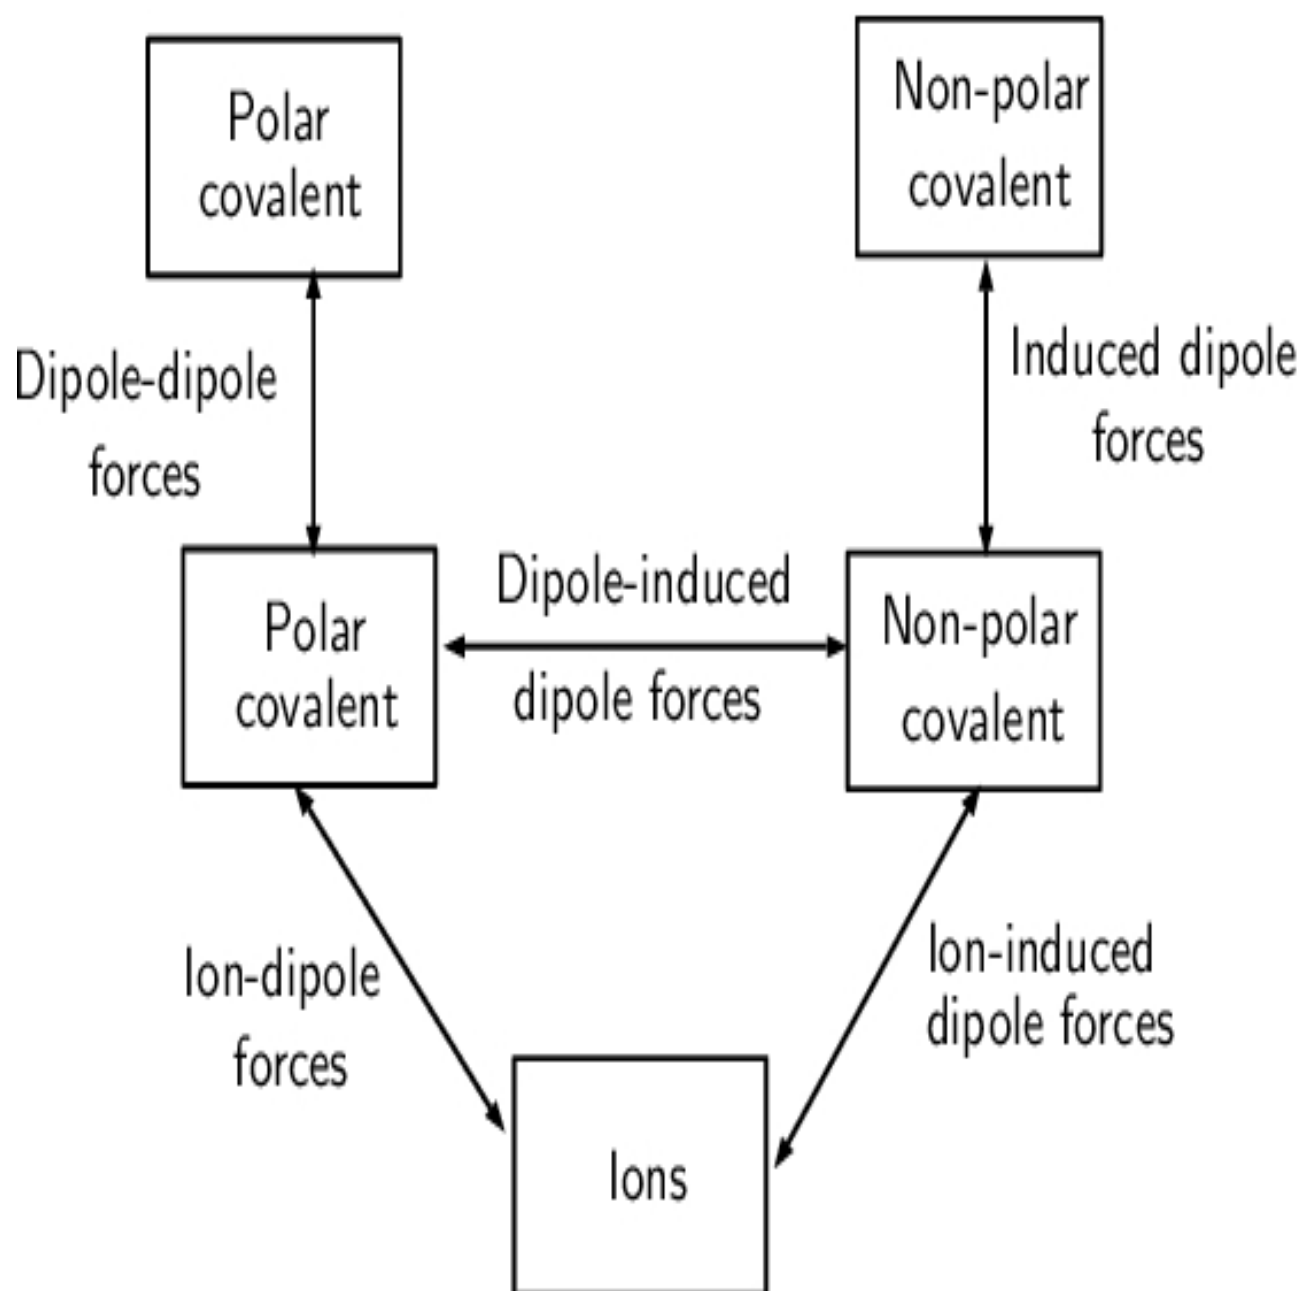 Polar
covalent
Non-polar
covalent
Dipole-dipole
forces
Induced dipole
forces
Polar
covalent
Dipole-induced
dipole forces
Non-polar
covalent
Ion-dipole
forces
Ion-induced
dipole forces
Ions